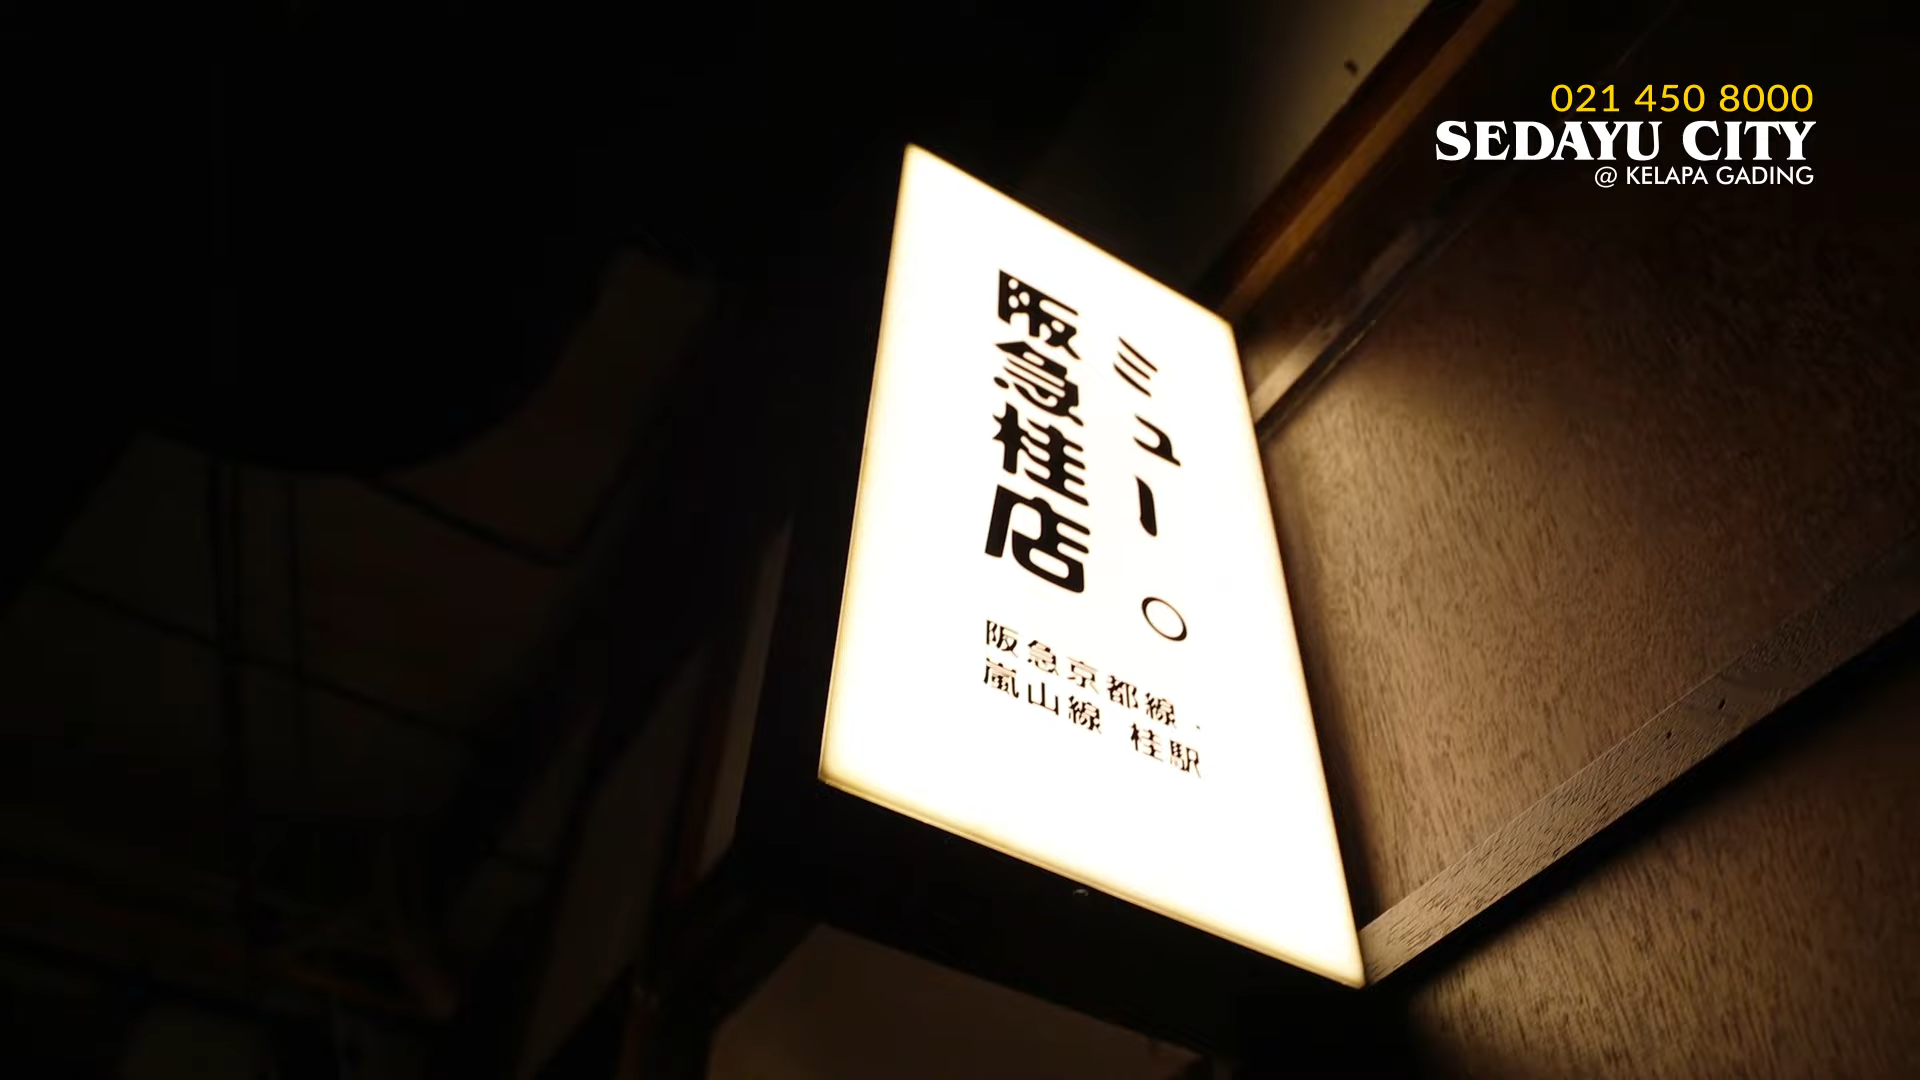 021 450 8000
SEDAYU CITY
@ KELAPA GADING
ミュー。
阪急桂店
阪急京都線・
嵐山線 桂駅